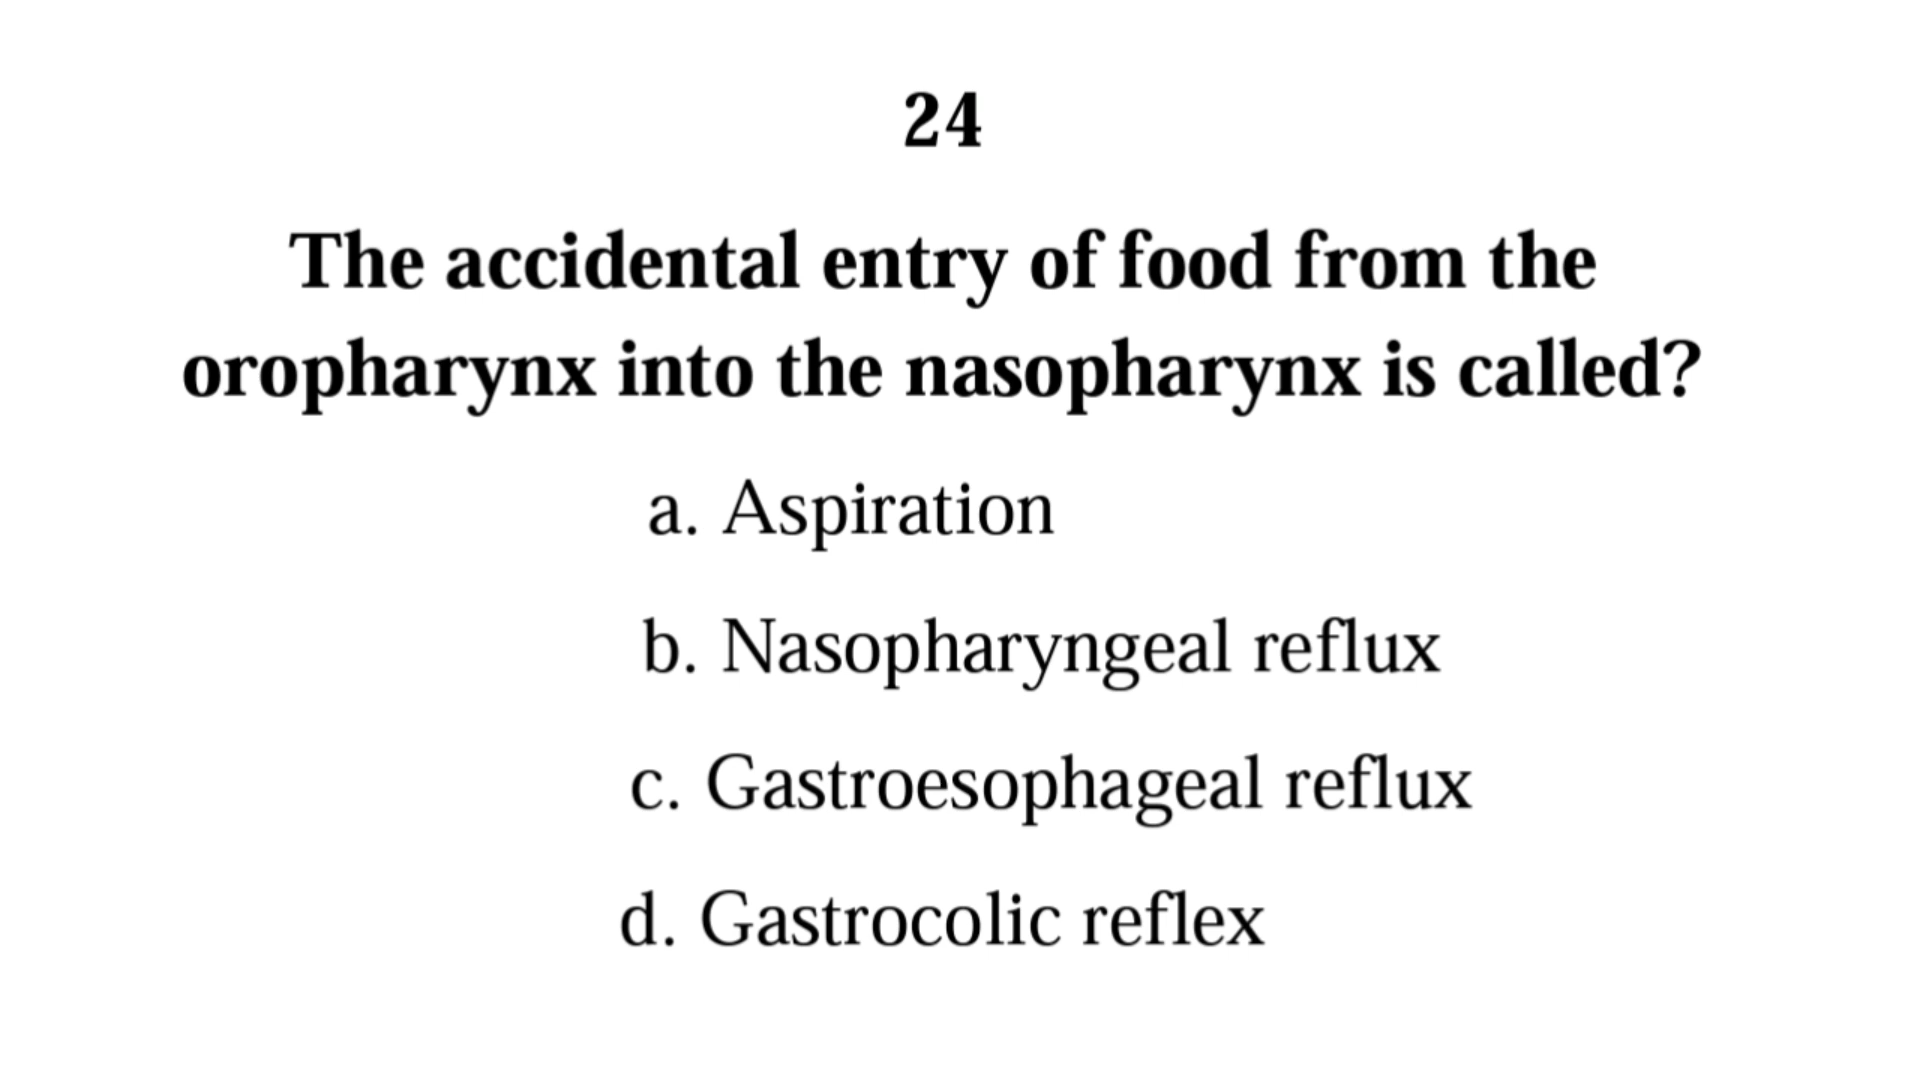 24
The accidental entry of food from the
oropharynx into the nasopharynx is called?
a. Aspiration
b. Nasopharyngeal reflux
c. Gastroesophageal reflux
d. Gastrocolic reflex